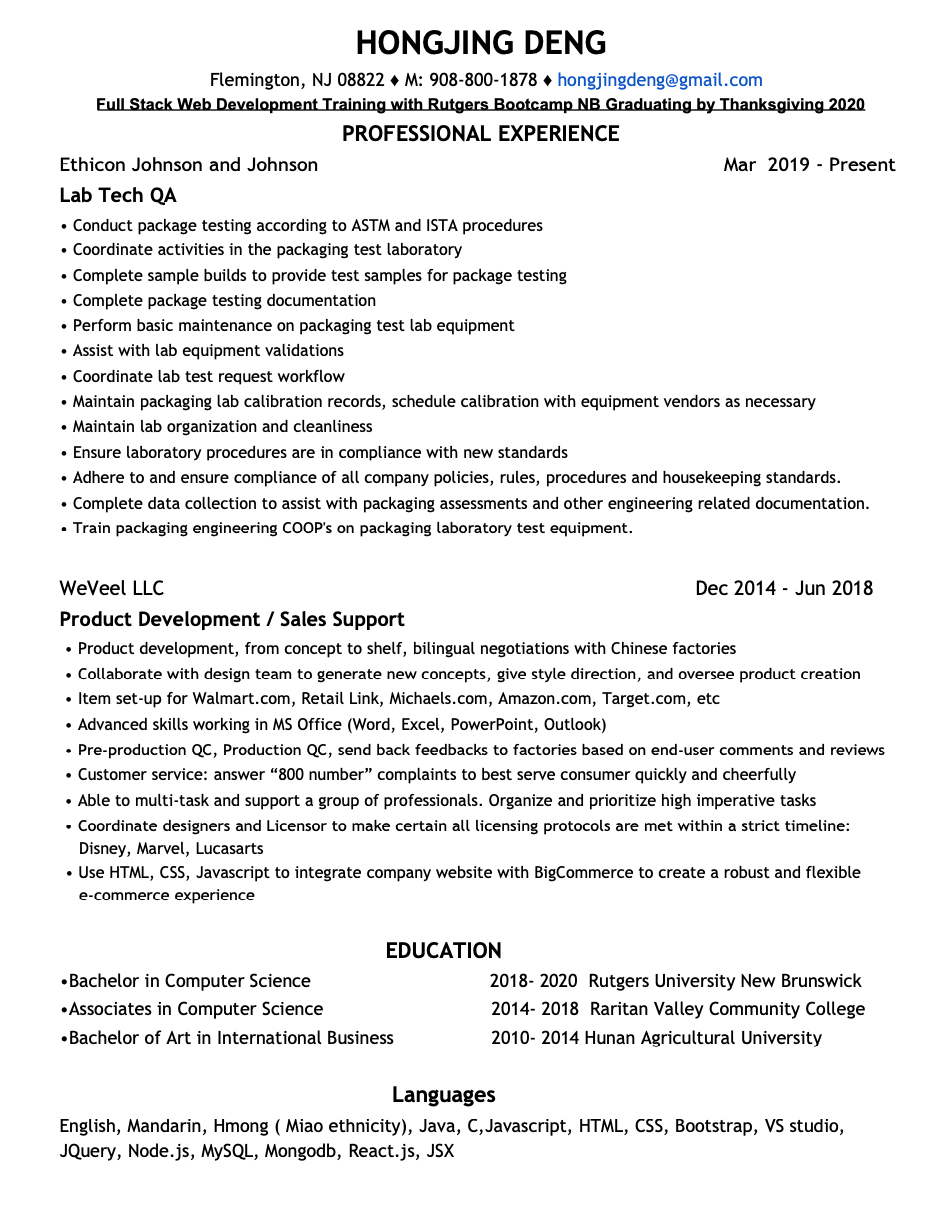 HONGJING DENG
Flemington, NJ 08822 ♦ M: 908-800-1878 ♦ hongjingdeng@gmail.com
Full Stack Web Development Training with Rutgers Bootcamp NB Graduating by Thanksgiving 2020
PROFESSIONAL EXPERIENCE
Ethicon Johnson and Johnson Mar 2019 - Present
Lab Tech QA
• Conduct package testing according to ASTM and ISTA procedures
• Coordinate activities in the packaging test laboratory
• Complete sample builds to provide test samples for package testing
• Complete package testing documentation
• Perform basic maintenance on packaging test lab equipment
• Assist with lab equipment validations
• Coordinate lab test request workflow
• Maintain packaging lab calibration records, schedule calibration with equipment vendors as necessary
• Maintain lab organization and cleanliness
• Ensure laboratory procedures are in compliance with new standards
• Adhere to and ensure compliance of all company policies, rules, procedures and housekeeping standards.
• Complete data collection to assist with packaging assessments and other engineering related documentation.
• Train packaging engineering COOP's on packaging laboratory test equipment.
WeVeel LLC Dec 2014 - Jun 2018
Product Development / Sales Support
• Product development, from concept to shelf, bilingual negotiations with Chinese factories
• Collaborate with design team to generate new concepts, give style direction, and oversee product creation
• Item set-up for Walmart.com, Retail Link, Michaels.com, Amazon.com, Target.com, etc
• Advanced skills working in MS Office (Word, Excel, PowerPoint, Outlook)
• Pre-production QC, Production QC, send back feedbacks to factories based on end-user comments and reviews
• Customer service: answer “800 number” complaints to best serve consumer quickly and cheerfully
• Able to multi-task and support a group of professionals. Organize and prioritize high imperative tasks
• Coordinate designers and Licensor to make certain all licensing protocols are met within a strict timeline:
Disney, Marvel, Lucasarts
• Use HTML, CSS, Javascript to integrate company website with BigCommerce to create a robust and flexible
e-commerce experience
EDUCATION
•Bachelor in Computer Science 2018- 2020 Rutgers University New Brunswick
•Associates in Computer Science 2014- 2018 Raritan Valley Community College
•Bachelor of Art in International Business 2010- 2014 Hunan Agricultural University
Languages
English, Mandarin, Hmong ( Miao ethnicity), Java, C,Javascript, HTML, CSS, Bootstrap, VS studio,
JQuery, Node.js, MySQL, Mongodb, React.js, JSX